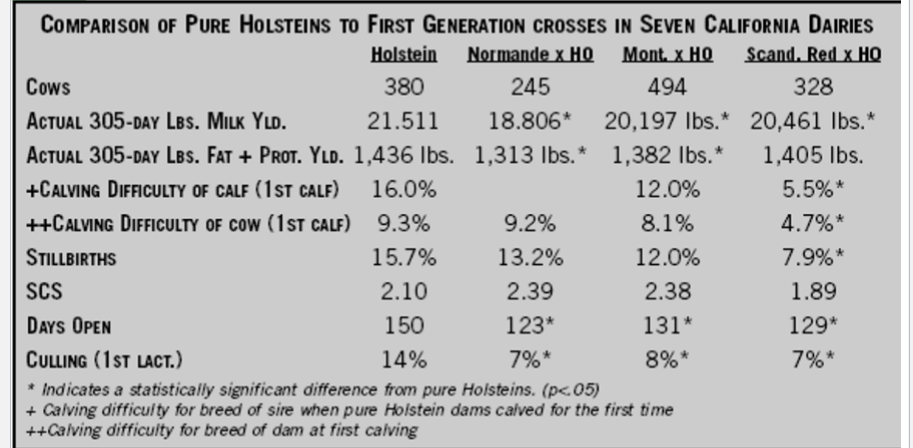 COMPARISON OF PURE HOLSTEINS TO FIRST GENERATION CROSSES IN SEVEN CALIFORNIA DAIRIES
Holstein Normande x HO Mont. x HO Scand. Red x HO
COWS 380 245 494 328
ACTUAL 305-DAY LBS. MILK YLD. 21.511 18.806* 20,197 lbs.* 20,461 lbs.*
ACTUAL 305-DAY LBS. FAT + PROT. YLD. 1,436 lbs. 1,313 lbs.* 1,382 lbs.* 1,405 lbs.
+CALVING DIFFICULTY OF CALF (1ST CALF) 16.0% 12.0% 5.5%*
++CALVING DIFFICULTY OF COW (1ST CALF) 9.3% 9.2% 8.1% 4.7%*
STILLBIRTHS 15.7% 13.2% 12.0% 7.9%*
SCS 2.10 2.39 2.38 1.89
DAYS OPEN 150 123* 131* 129*
CULLING (1ST LACT.) 14% 7%* 8%* 7%*
* Indicates a statistically significant difference from pure Holsteins. (p<.05)
+ Calving difficulty for breed of sire when pure Holstein dams calved for the first time
++Calving difficulty for breed of dam at first calving